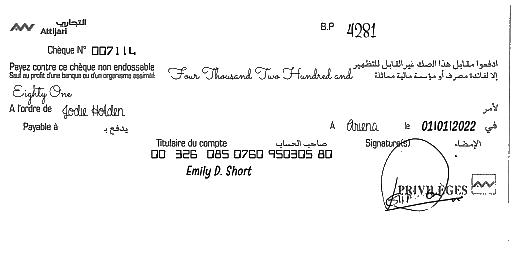 التجاري
Attijari
B.P 4281
Chèque N° 007114
Payez contre ce chèque non endossable
Sauf au profit d'une banque ou d'un organisme assimilé
Four Thousand Two Hundred and
ادفعوا مقابل هذا الصك غير القابل للتظهير
إلا لفائدة مصرف أو مؤسسة مالية مماثلة
Eighty One
A l'ordre de Jodie Holden لأمر
Payable à يدفع بـ
A Ariena le 01/01/2022 في
Titulaire du compte صاحب الحساب Signature(s) الإمضاء
00 326 085 0760 950305 80
Emily D. Short
PRIVILÈGES